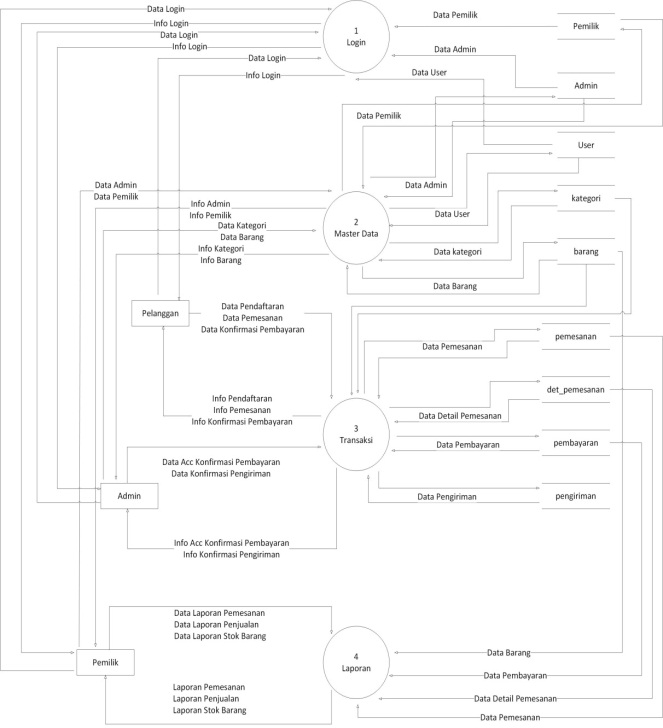 Data Login
Info Login
Data Login
Info Login
Data Login
Info Login
1
Login
Data Pemilik
Pemilik
Data Admin
Admin
Data User
Data Pemilik
User
Data Admin
Data Pemilik
Info Admin
Info Pemilik
Data Kategori
Data Barang
Info Kategori
Info Barang
2
Master Data
Data Admin
Data User
kategori
Data kategori
barang
Data Barang
Pelanggan
Data Pendaftaran
Data Pemesanan
Data Konfirmasi Pembayaran
Data Pemesanan
pemesanan
Info Pendaftaran
Info Pemesanan
Info Konfirmasi Pembayaran
det_pemesanan
Data Detail Pemesanan
3
Transaksi
Data Pembayaran
pembayaran
Data Acc Konfirmasi Pembayaran
Data Konfirmasi Pengiriman
Admin
Data Pengiriman
pengiriman
Info Acc Konfirmasi Pembayaran
Info Konfirmasi Pengiriman
Data Laporan Pemesanan
Data Laporan Penjualan
Data Laporan Stok Barang
Pemilik
4
Laporan
Data Barang
Data Pembayaran
Laporan Pemesanan
Laporan Penjualan
Laporan Stok Barang
Data Detail Pemesanan
Data Pemesanan